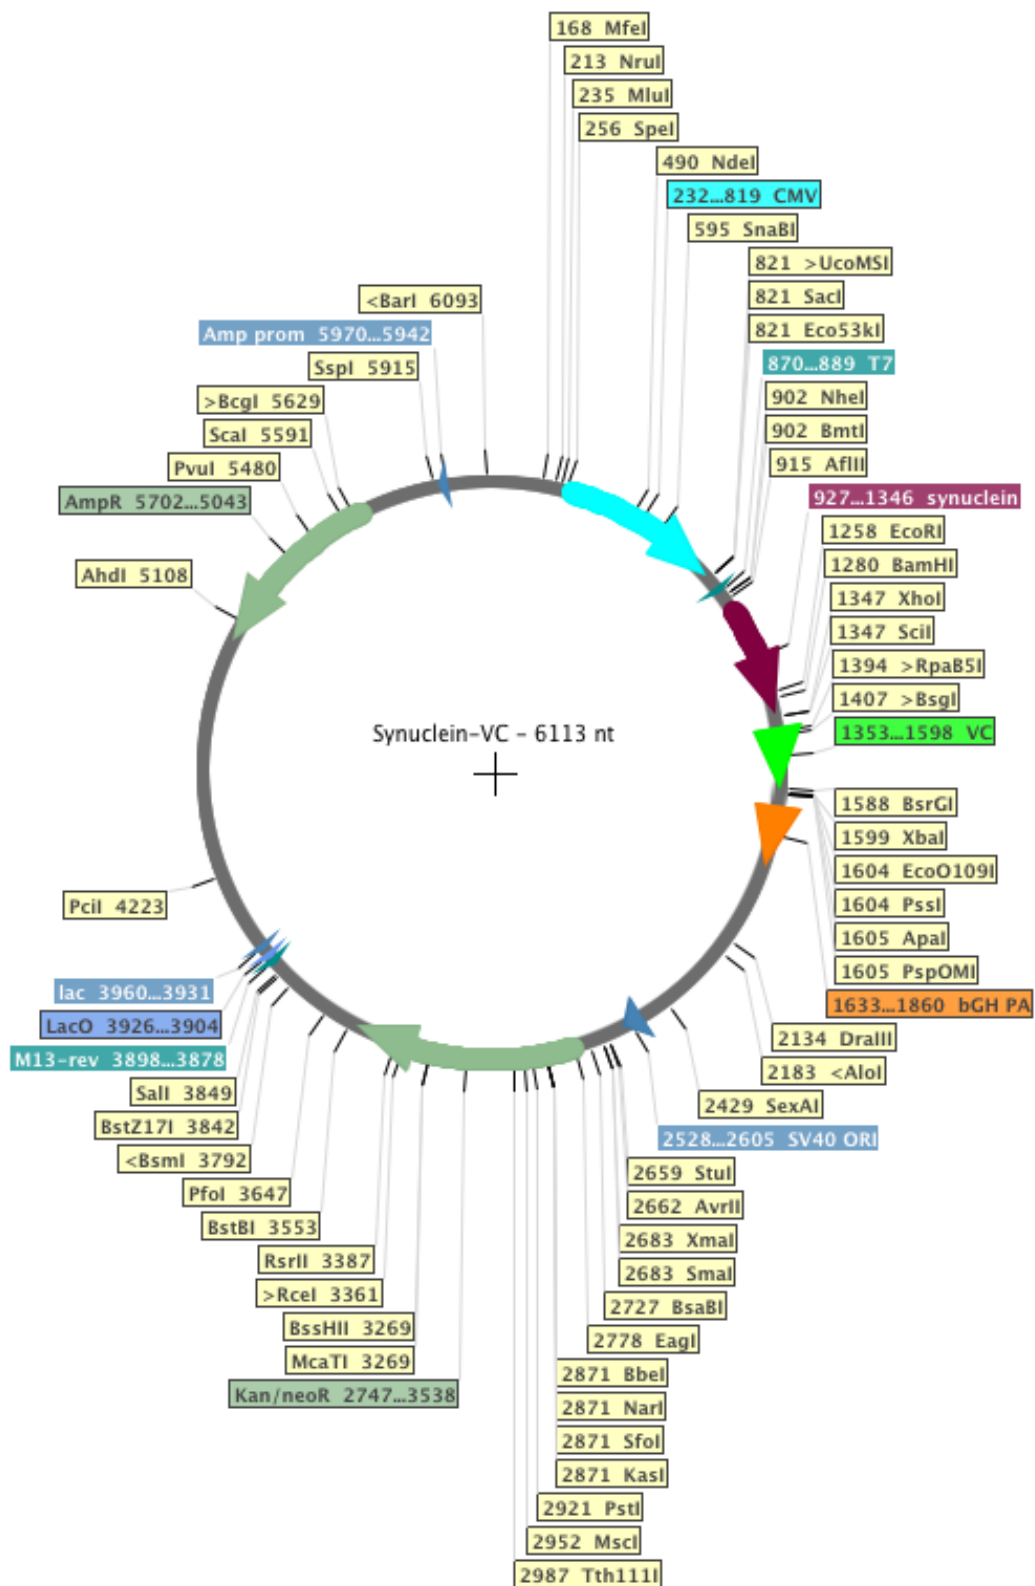 168 MfeI
213 NruI
235 MluI
256 SpeI
490 NdeI
232...819 CMV
595 SnaBI
821 >UcoMSI
821 SacI
821 Eco53kI
870...889 T7
902 NheI
902 BmtI
915 AflII
927...1346 synuclein
1258 EcoRI
1280 BamHI
1347 XhoI
1347 SciI
1394 >RpaB5I
1407 >BsgI
1353...1598 VC
1588 BsrGI
1599 XbaI
1604 EcoO109I
1604 PssI
1605 ApaI
1605 PspOMI
1633...1860 bGH PA
2134 DraIII
2183 <AloI
2429 SexAI
2528...2605 SV40 ORI
2659 StuI
2662 AvrII
2683 XmaI
2683 SmaI
2727 BsaBI
2778 EagI
2871 BbeI
2871 NarI
2871 SfoI
2871 KasI
2921 PstI
2952 MscI
2987 Tth111I
Kan/neoR 2747...3538
McaTI 3269
BssHII 3269
>RceI 3361
RsrII 3387
BstBI 3553
PfoI 3647
<BsmI 3792
BstZ17I 3842
SalI 3849
M13-rev 3898...3878
LacO 3926...3904
lac 3960...3931
PciI 4223
AhdI 5108
AmpR 5702...5043
PvuI 5480
ScaI 5591
>BcgI 5629
SspI 5915
Amp prom 5970...5942
<BarI 6093
Synuclein-VC - 6113 nt